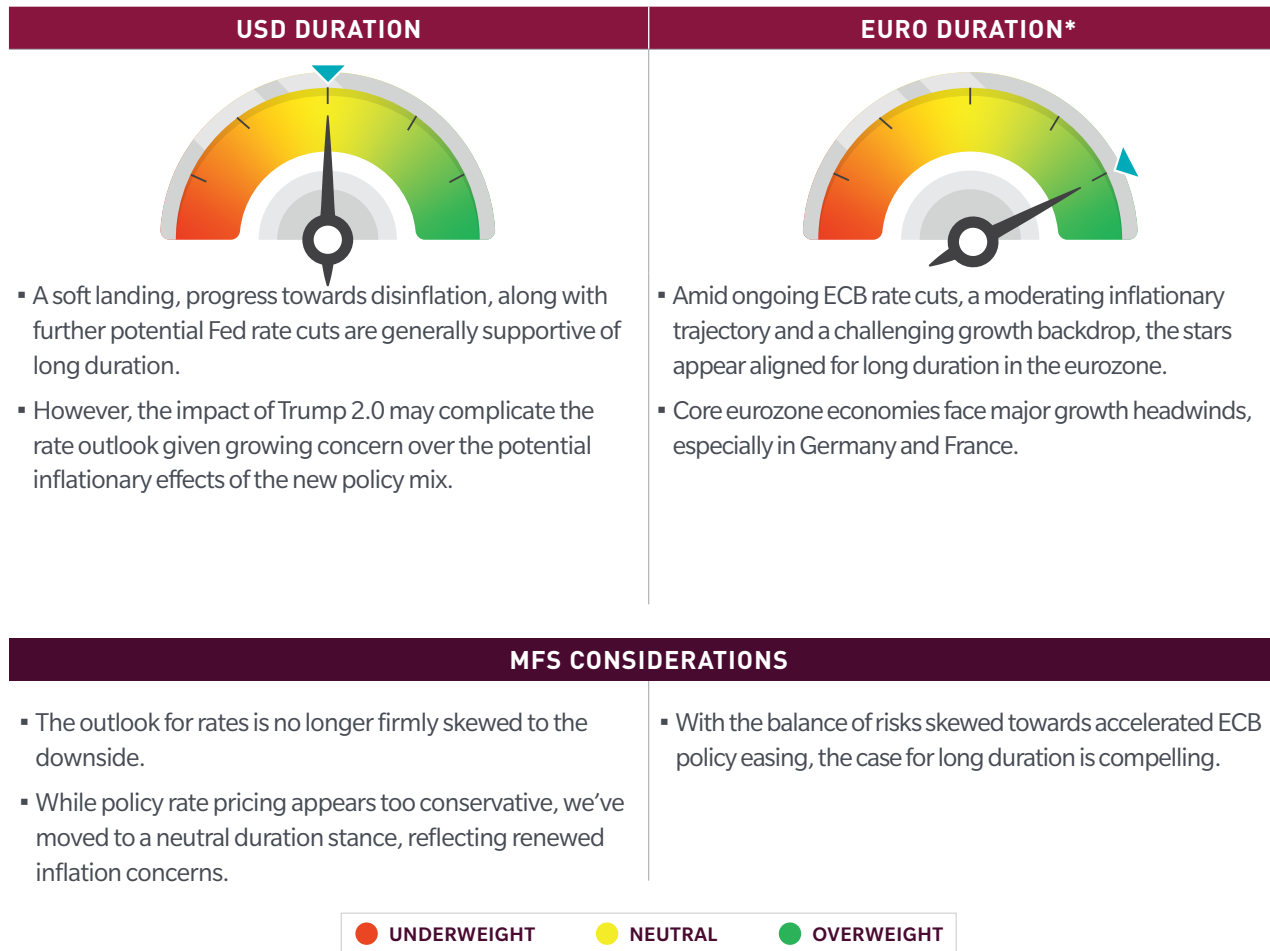 USD DURATION
▪ A soft landing, progress towards disinflation, along with
further potential Fed rate cuts are generally supportive of
long duration.
▪ However, the impact of Trump 2.0 may complicate the
rate outlook given growing concern over the potential
inflationary effects of the new policy mix.
EURO DURATION*
▪ Amid ongoing ECB rate cuts, a moderating inflationary
trajectory and a challenging growth backdrop, the stars
appear aligned for long duration in the eurozone.
▪ Core eurozone economies face major growth headwinds,
especially in Germany and France.
MFS CONSIDERATIONS
▪ The outlook for rates is no longer firmly skewed to the
downside.
▪ While policy rate pricing appears too conservative, we’ve
moved to a neutral duration stance, reflecting renewed
inflation concerns.
▪ With the balance of risks skewed towards accelerated ECB
policy easing, the case for long duration is compelling.
UNDERWEIGHT
NEUTRAL
OVERWEIGHT